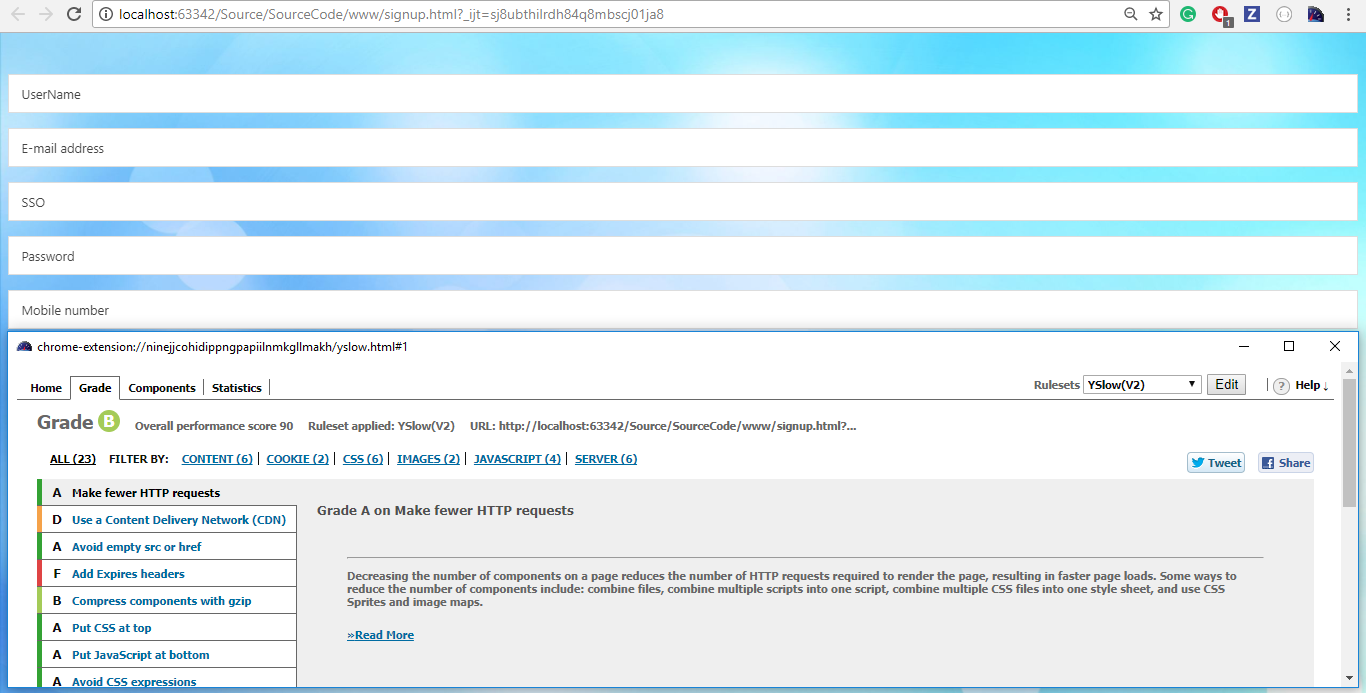 localhost:63342/Source/SourceCode/www/signup.html?_ijt=sj8ubthilrdh84q8mbscj01ja8
1
Z
UserName
E-mail address
SSO
Password
Mobile number
chrome-extension://ninejjcohidippngpapiilnmkgllmakh/yslow.html#1
Home Grade Components Statistics Rulesets YSlow(V2) Edit ? Help ↓
Grade B Overall performance score 90 Ruleset applied: YSlow(V2) URL: http://localhost:63342/Source/SourceCode/www/signup.html?...
ALL (23) FILTER BY: CONTENT (6) COOKIE (2) CSS (6) IMAGES (2) JAVASCRIPT (4) SERVER (6)
Tweet Share
A Make fewer HTTP requests
D Use a Content Delivery Network (CDN)
A Avoid empty src or href
F Add Expires headers
B Compress components with gzip
A Put CSS at top
A Put JavaScript at bottom
A Avoid CSS expressions
Grade A on Make fewer HTTP requests
Decreasing the number of components on a page reduces the number of HTTP requests required to render the page, resulting in faster page loads. Some ways to
reduce the number of components include: combine files, combine multiple scripts into one script, combine multiple CSS files into one style sheet, and use CSS
Sprites and image maps.
»Read More